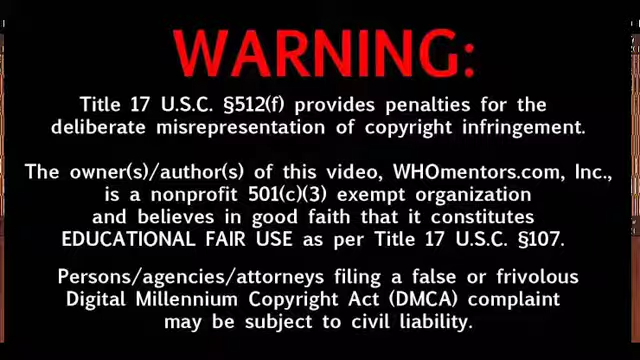 WARNING:
Title 17 U.S.C. §512(f) provides penalties for the
deliberate misrepresentation of copyright infringement.
The owner(s)/author(s) of this video, WHOmentors.com, Inc.,
is a nonprofit 501(c)(3) exempt organization
and believes in good faith that it constitutes
EDUCATIONAL FAIR USE as per Title 17 U.S.C. §107.
Persons/agencies/attorneys filing a false or frivolous
Digital Millennium Copyright Act (DMCA) complaint
may be subject to civil liability.